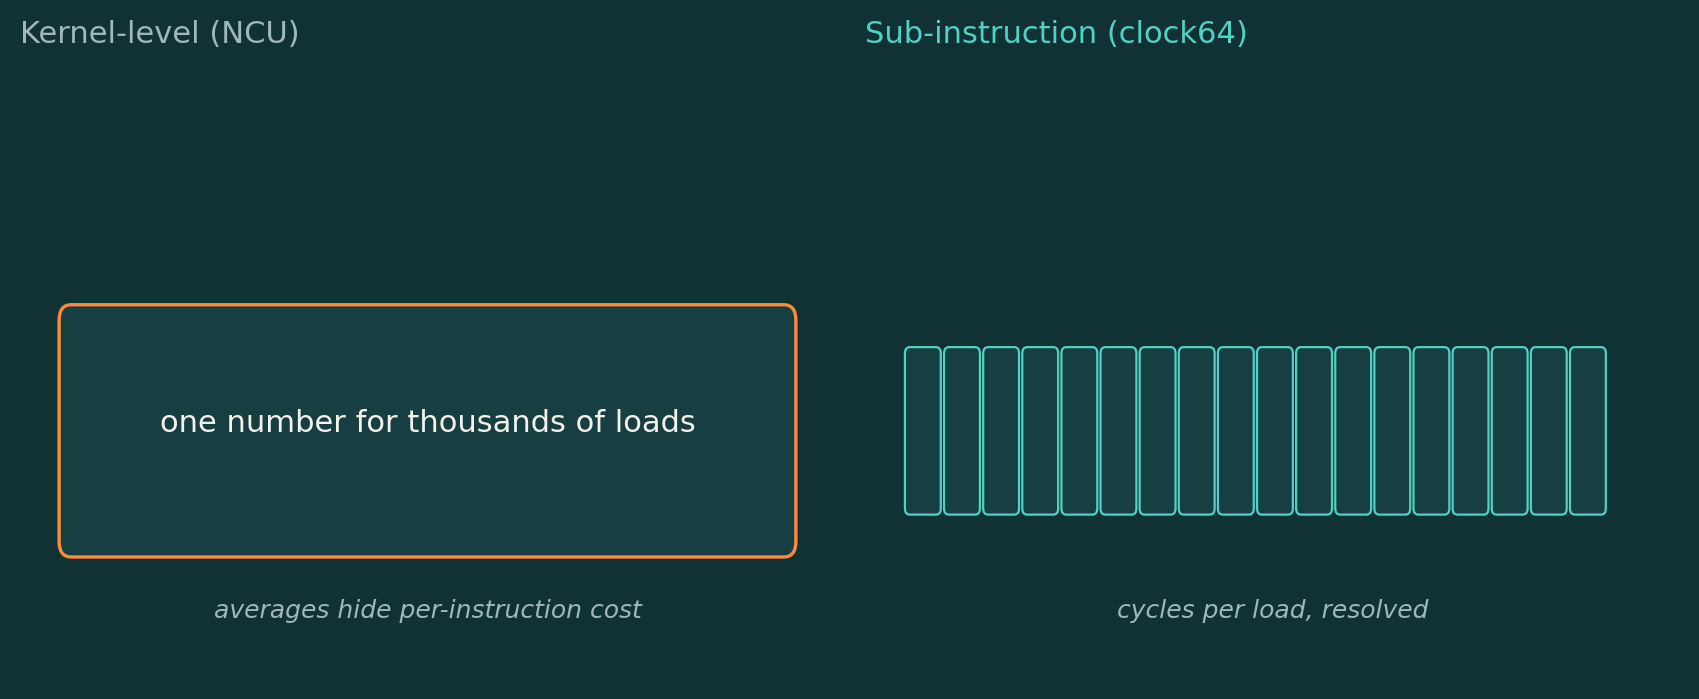 Kernel-level (NCU)
Sub-instruction (clock64)
one number for thousands of loads
averages hide per-instruction cost
cycles per load, resolved